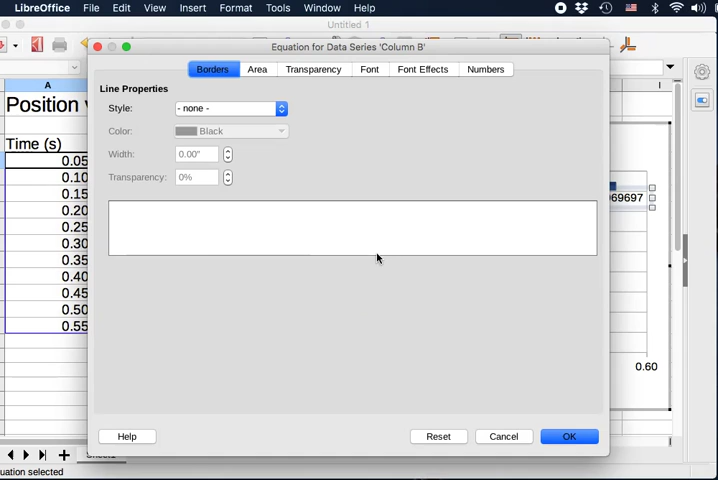 LibreOffice File Edit View Insert Format Tools Window Help
Untitled 1
Equation for Data Series 'Column B'
Borders Area Transparency Font Font Effects Numbers
A
I
Line Properties
Position
Style: - none -
Color: Black
Time (s)
Width: 0.00"
0.05
0.10
Transparency: 0%
0.15
69697
0.20
0.25
0.30
0.35
0.40
0.45
0.50
0.55
0.60
Help Reset Cancel OK
uation selected